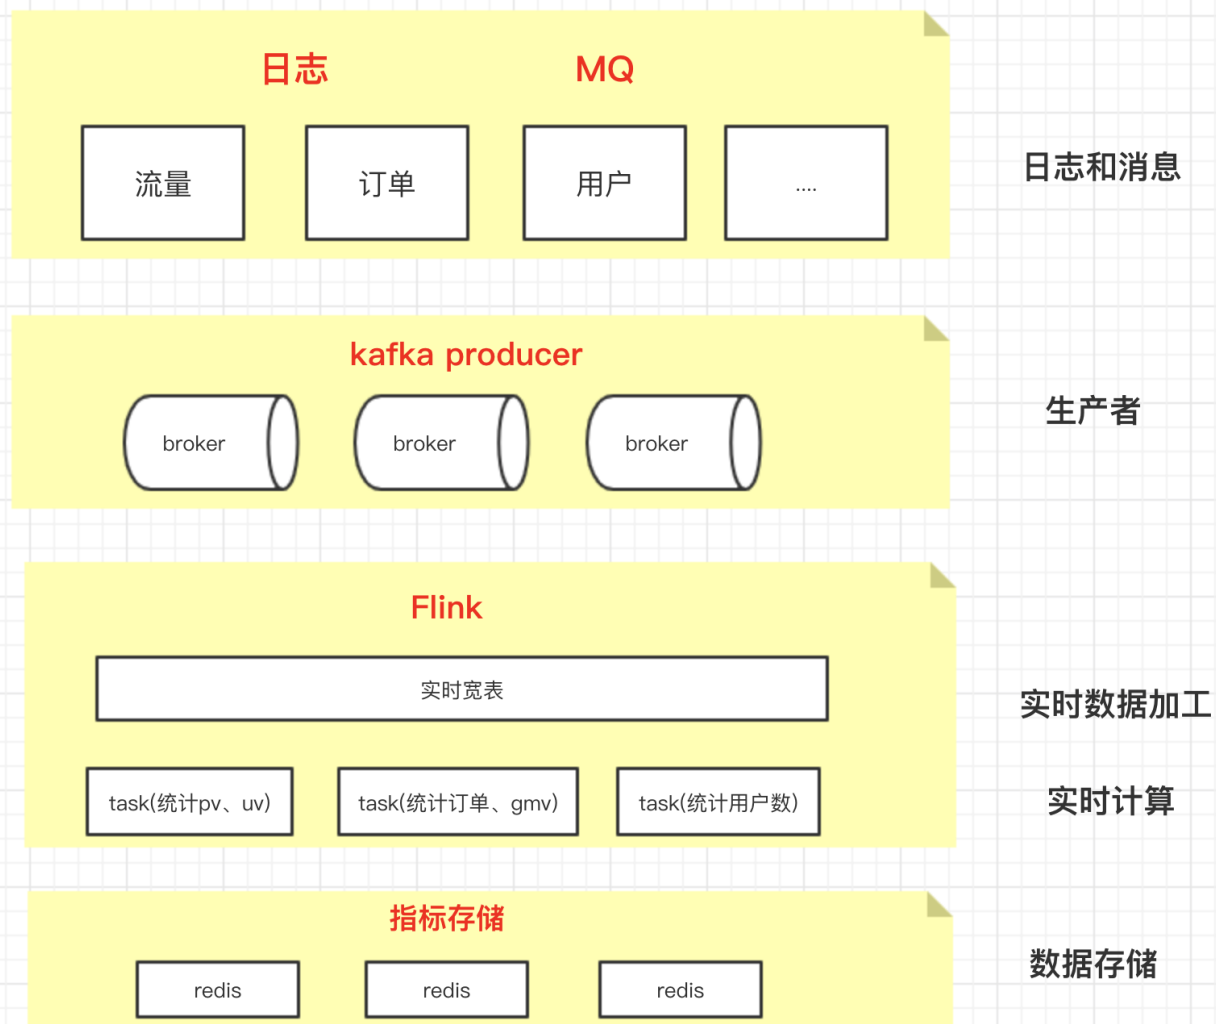 日志 MQ
流量 订单 用户 ....
日志和消息
kafka producer
broker broker broker
生产者
Flink
实时宽表
实时数据加工
task(统计pv、uv) task(统计订单、gmv) task(统计用户数)
实时计算
指标存储
redis redis redis
数据存储